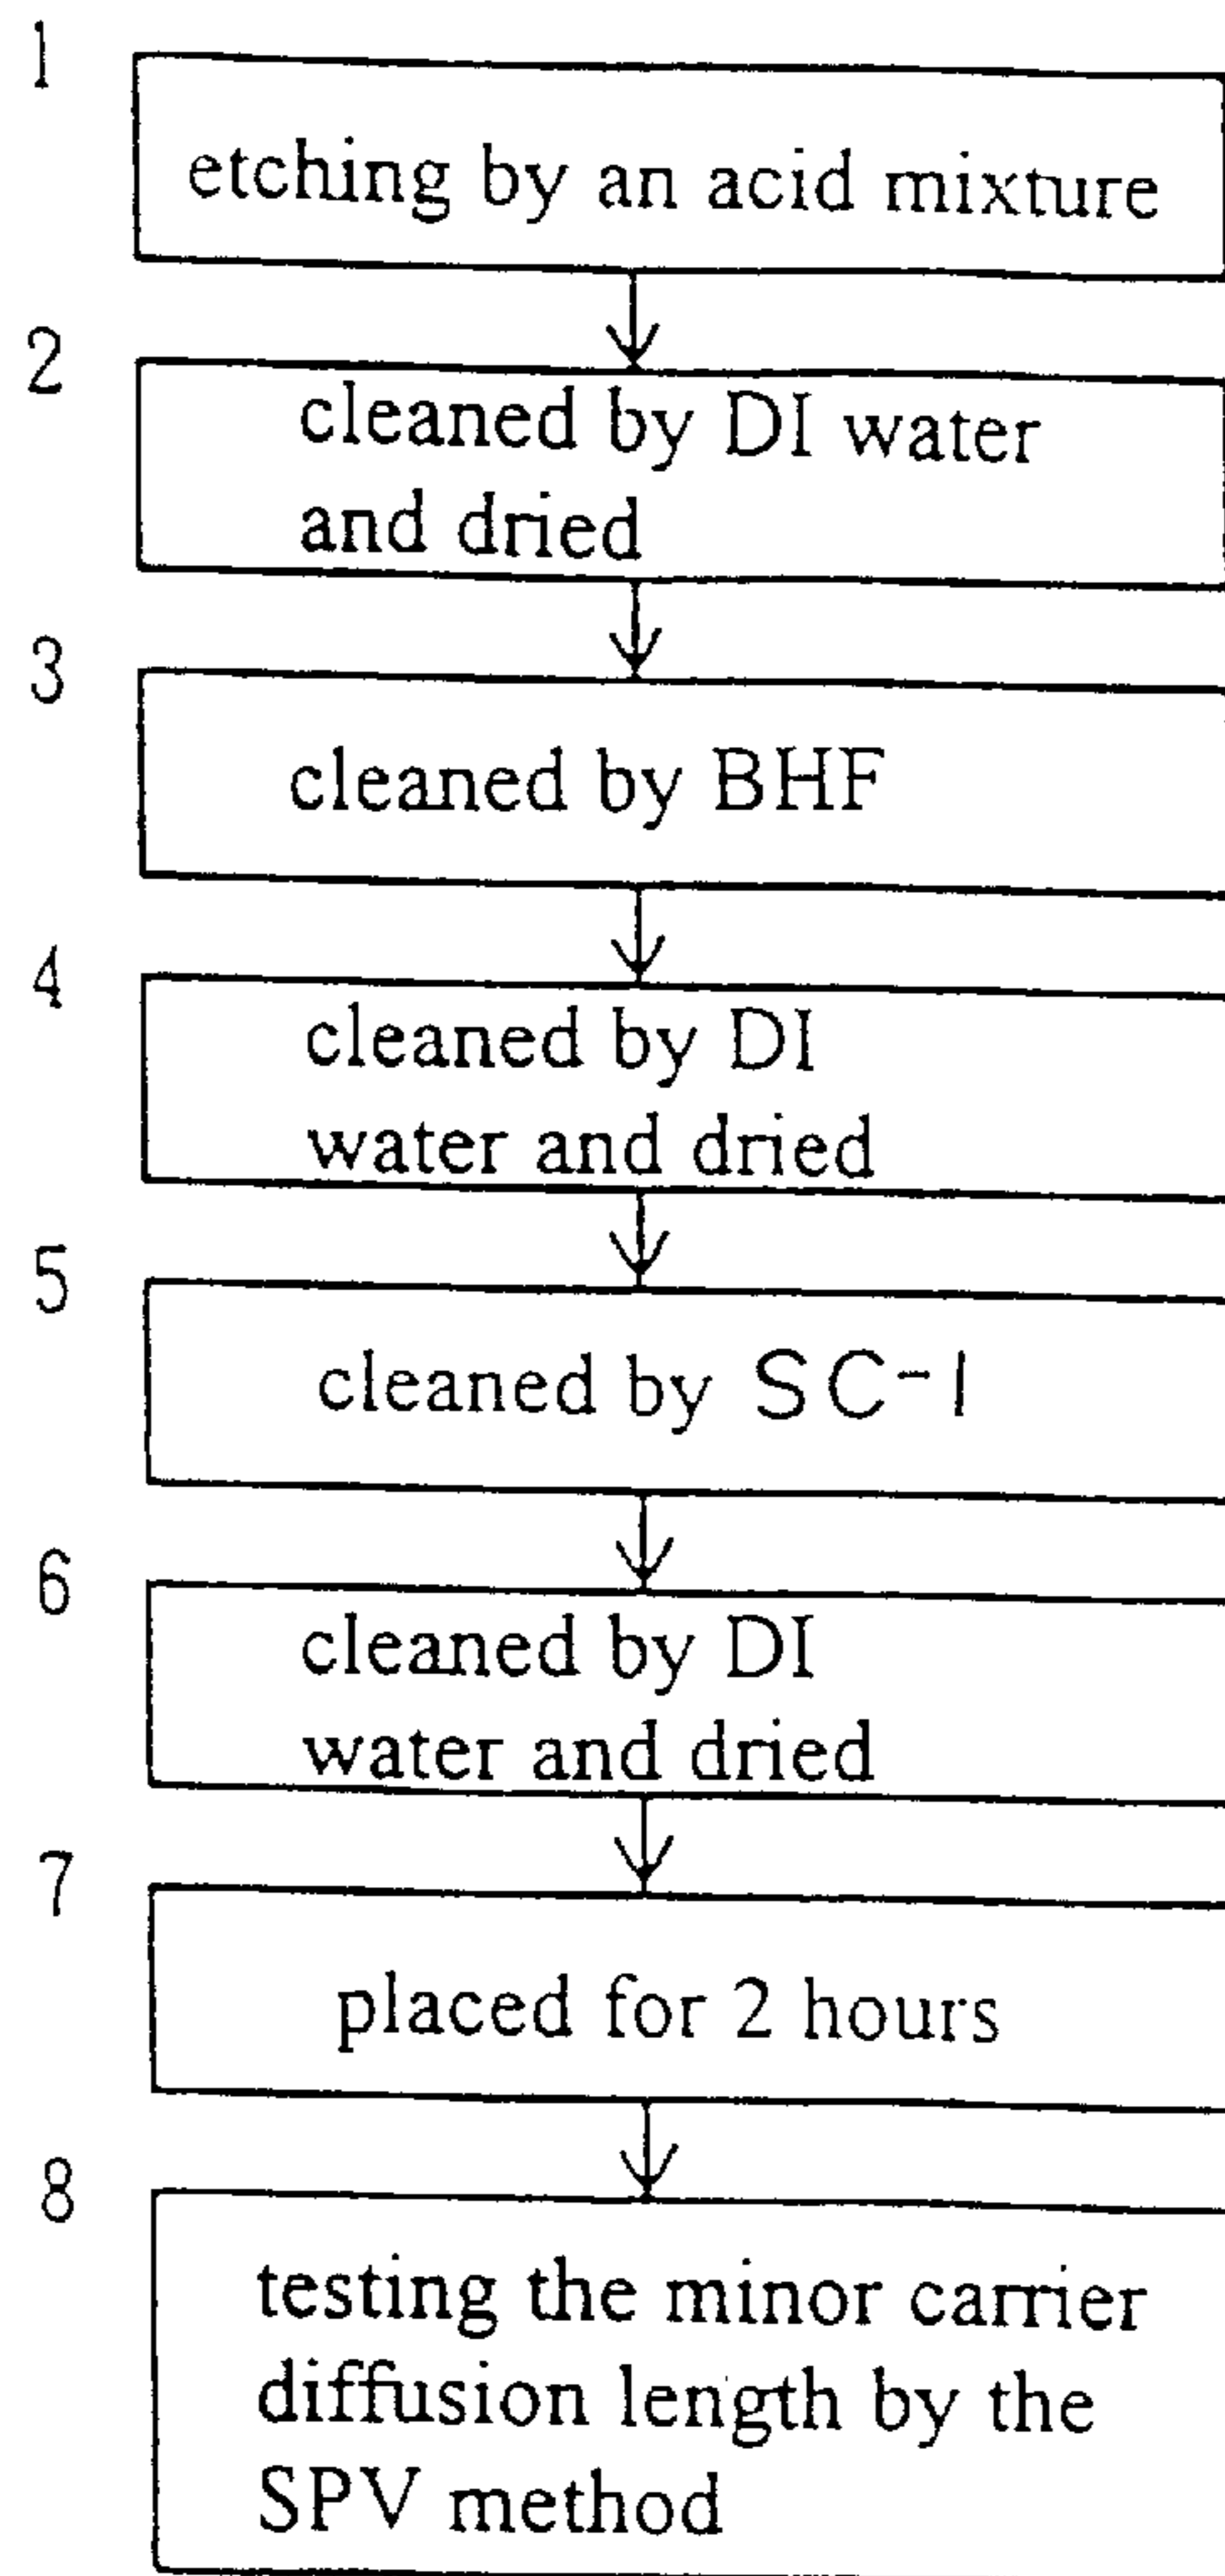 1
etching by an acid mixture
2
cleaned by DI water
and dried
3
cleaned by BHF
4
cleaned by DI
water and dried
5
cleaned by SC-1
6
cleaned by DI
water and dried
7
placed for 2 hours
8
testing the minor carrier
diffusion length by the
SPV method